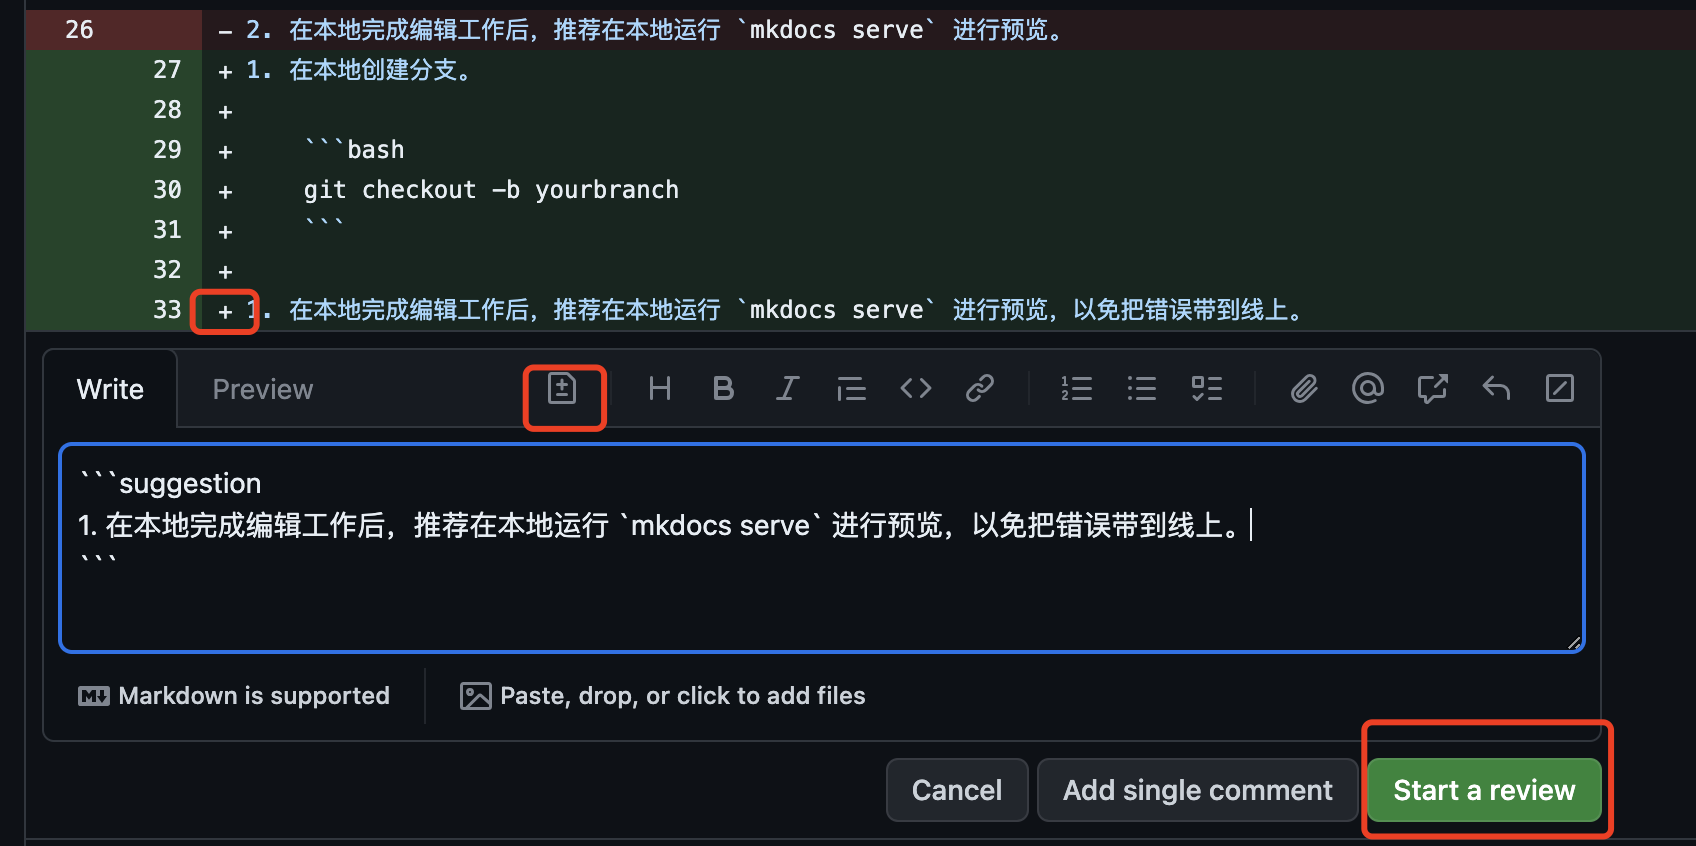 26 - 2. 在本地完成编辑工作后，推荐在本地运行 `mkdocs serve` 进行预览。
27 + 1. 在本地创建分支。
28 +
29 + ```bash
30 + git checkout -b yourbranch
31 + ```
32 +
33 + 1. 在本地完成编辑工作后，推荐在本地运行 `mkdocs serve` 进行预览，以免把错误带到线上。
Write Preview
```suggestion
1. 在本地完成编辑工作后，推荐在本地运行 `mkdocs serve` 进行预览，以免把错误带到线上。
```
Markdown is supported Paste, drop, or click to add files
Cancel Add single comment Start a review